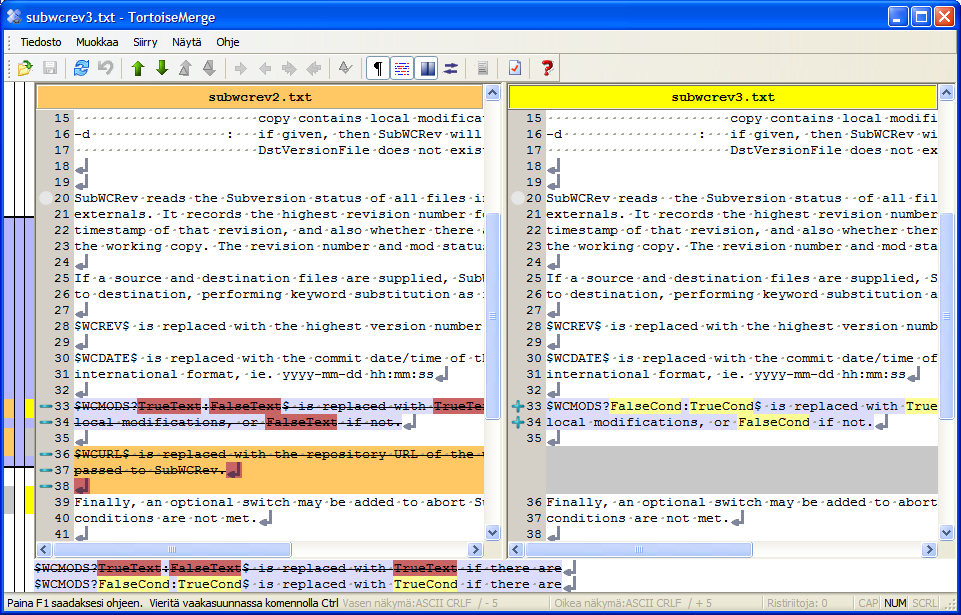 subwcrev3.txt - TortoiseMerge
Tiedosto Muokkaa Siirry Näytä Ohje
subwcrev2.txt
15 copy contains local modifica
16 -d : if given, then SubWCRev will
17 DstVersionFile does not exis
18
19
20 SubWCRev reads the Subversion status of all files i
21 externals. It records the highest revision number f
22 timestamp of that revision, and also whether there
23 the working copy. The revision number and mod statu
24
25 If a source and destination files are supplied, Sub
26 to destination, performing keyword substitution as
27
28 $WCREV$ is replaced with the highest version number
29
30 $WCDATE$ is replaced with the commit date/time of th
31 international format, ie. yyyy-mm-dd hh:mm:ss
32
33 $WCMODS?TrueText:FalseText$ is replaced with TrueTe
34 local modifications, or FalseText if not.
35
36 $WCURL$ is replaced with the repository URL of the
37 passed to SubWCRev.
38
39 Finally, an optional switch may be added to abort S
40 conditions are not met.
41
subwcrev3.txt
15 copy contains local modifi
16 -d : if given, then SubWCRev wi
17 DstVersionFile does not ex
18
19
20 SubWCRev reads the Subversion status of all files
21 externals. It records the highest revision number
22 timestamp of that revision, and also whether ther
23 the working copy. The revision number and mod sta
24
25 If a source and destination files are supplied, S
26 to destination, performing keyword substitution a
27
28 $WCREV$ is replaced with the highest version numb
29
30 $WCDATE$ is replaced with the commit date/time of
31 international format, ie. yyyy-mm-dd hh:mm:ss
32
33 $WCMODS?FalseCond:TrueCond$ is replaced with True
34 local modifications, or FalseCond if not.
35
36 Finally, an optional switch may be added to abort
37 conditions are not met.
38
$WCMODS?TrueText:FalseText$ is replaced with TrueText if there are
$WCMODS?FalseCond:TrueCond$ is replaced with TrueCond if there are
Paina F1 saadaksesi ohjeen. Vieritä vaakasuunnassa komennolla Ctrl Vasen näkymä:ASCII CRLF / - 5 Oikea näkymä:ASCII CRLF / + 5 Ristiriitoja: 0 CAP NUM SCRL